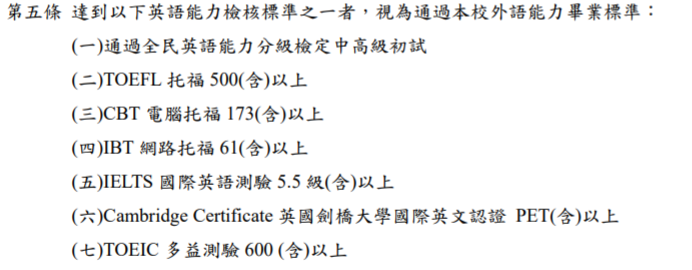 第五條 達到以下英語能力檢核標準之一者，視為通過本校外語能力畢業標準：
(一)通過全民英語能力分級檢定中高級初試
(二)TOEFL 托福 500(含)以上
(三)CBT 電腦托福 173(含)以上
(四)IBT 網路托福 61(含)以上
(五)IELTS 國際英語測驗 5.5 級(含)以上
(六)Cambridge Certificate 英國劍橋大學國際英文認證 PET(含)以上
(七)TOEIC 多益測驗 600 (含)以上